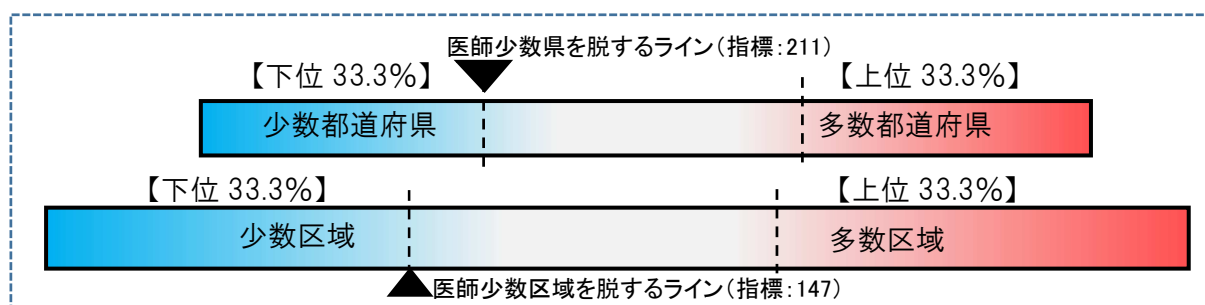 医師少数県を脱するライン(指標:211)
【下位 33.3%】
【上位 33.3%】
少数都道府県
多数都道府県
【下位 33.3%】
【上位 33.3%】
少数区域
多数区域
医師少数区域を脱するライン(指標:147)